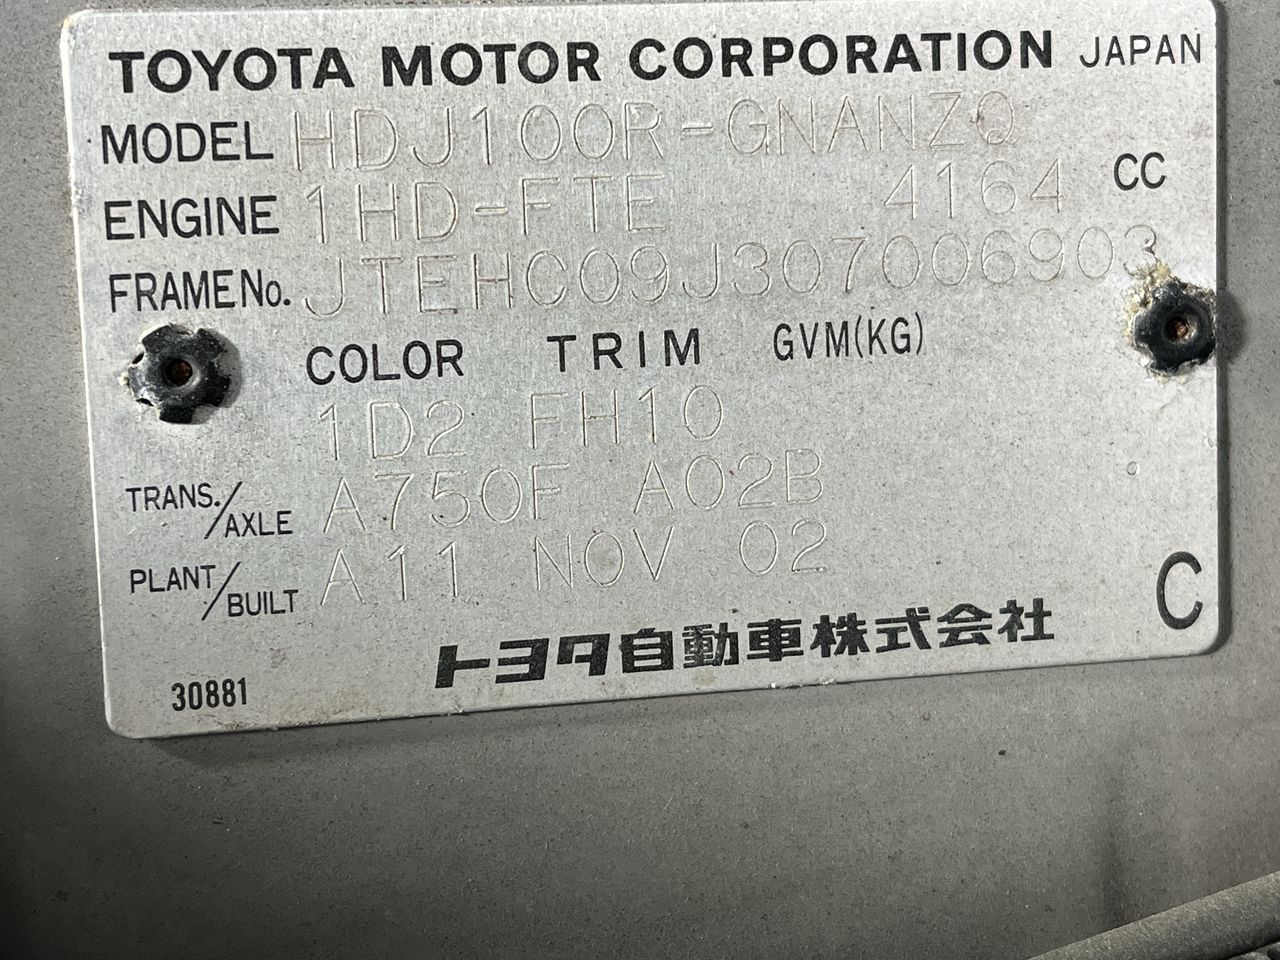 TOYOTA MOTOR CORPORATION JAPAN
MODEL HDJ100R-GNANZQ
ENGINE 1HD-FTE 4164 CC
FRAME No. JTEHC09J307006903
COLOR TRIM GVM(KG)
1D2 FH10
TRANS./AXLE A750F A02B
PLANT/BUILT A11 NOV 02
C
トヨタ自動車株式会社
30881